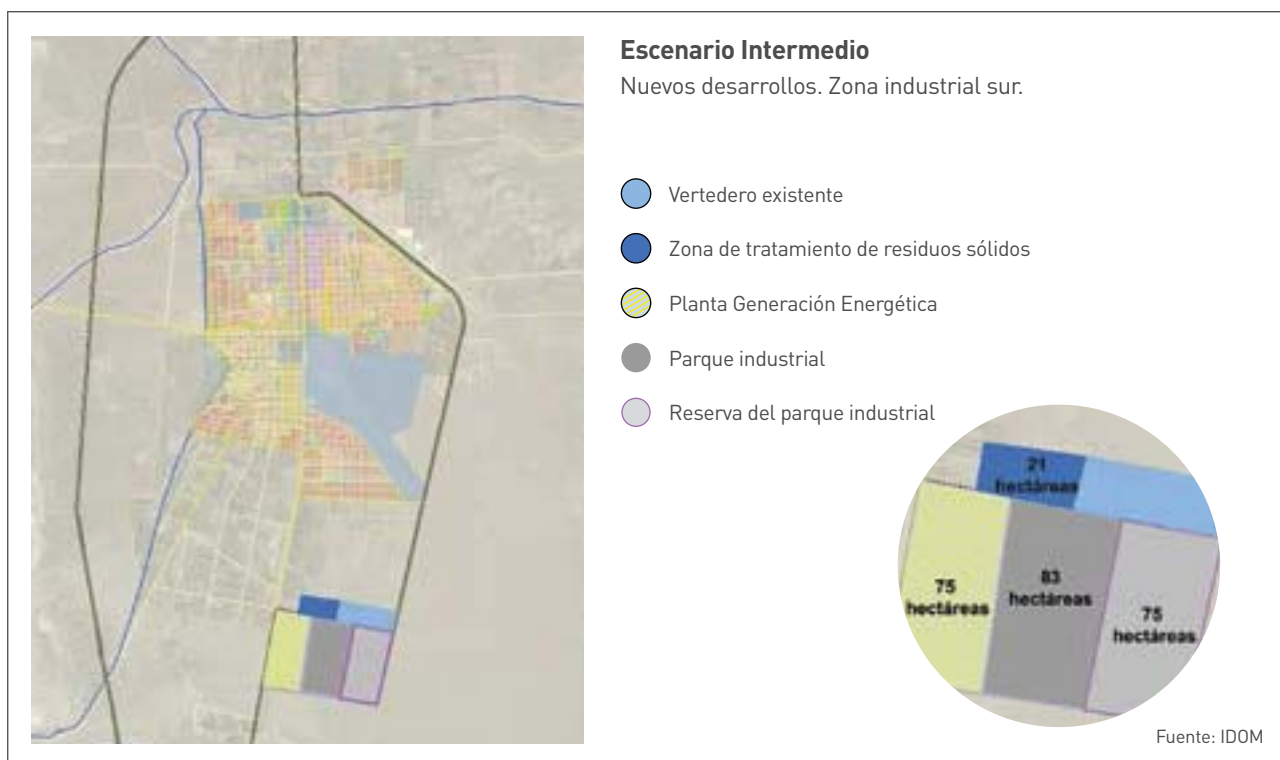 Escenario Intermedio
Nuevos desarrollos. Zona industrial sur.
Vertedero existente
Zona de tratamiento de residuos sólidos
Planta Generación Energética
Parque industrial
Reserva del parque industrial
21
hectáreas
75
hectáreas
83
hectáreas
75
hectáreas
Fuente: IDOM